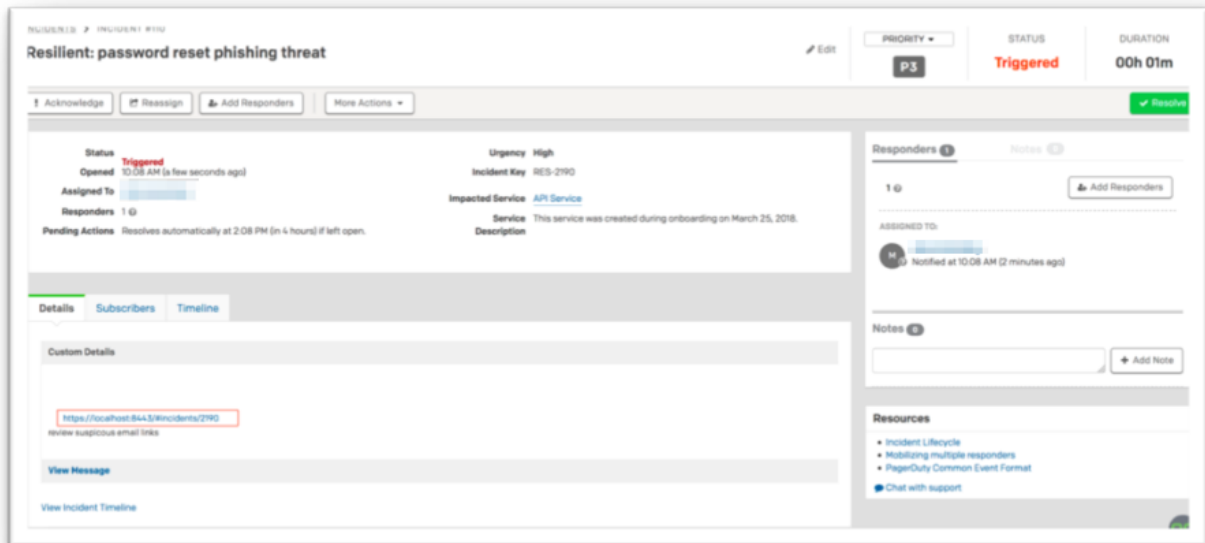 INCIDENTS > INCIDENT #110
Resilient: password reset phishing threat
Edit
PRIORITY
P3
STATUS
Triggered
DURATION
00h 01m
! Acknowledge
Reassign
Add Responders
More Actions
Resolve
Status Triggered
Opened 10:08 AM (a few seconds ago)
Assigned To
Responders 1
Pending Actions Resolves automatically at 2:08 PM (in 4 hours) if left open.
Urgency High
Incident Key RES-2190
Impacted Service API Service
Service Description This service was created during onboarding on March 25, 2018.
Details
Subscribers
Timeline
Custom Details
https://localhost:8443/#incidents/2190
review suspicous email links
View Message
View Incident Timeline
Responders 1
Notes 0
1
Add Responders
ASSIGNED TO:
M
Notified at 10:08 AM (2 minutes ago)
Notes 0
+ Add Note
Resources
• Incident Lifecycle
• Mobilizing multiple responders
• PagerDuty Common Event Format
Chat with support